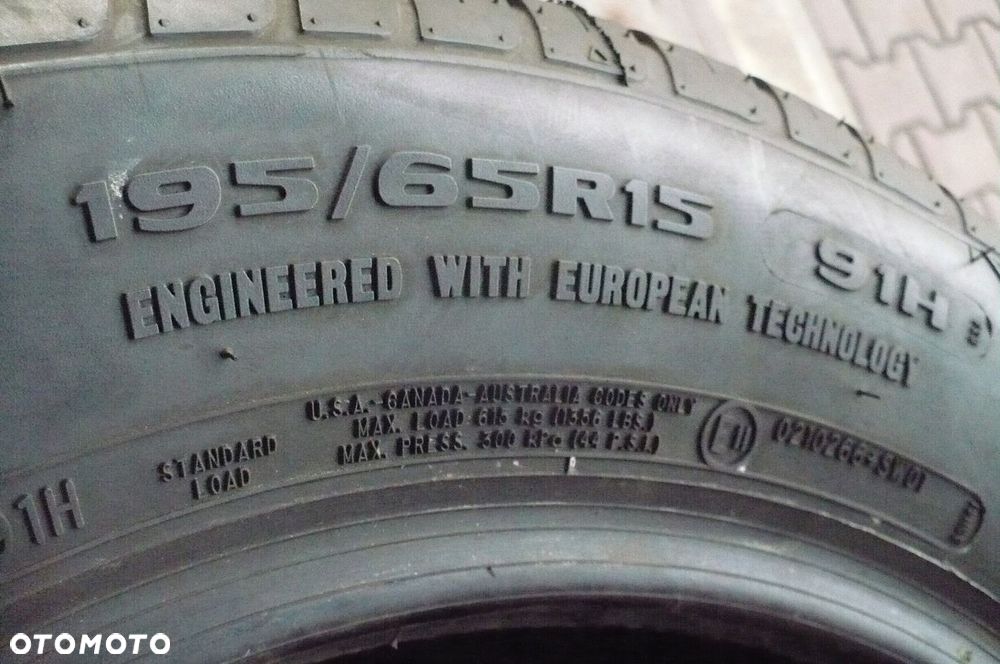 195/65R15
91H
ENGINEERED WITH EUROPEAN TECHNOLOGY
U.S.A.-CANADA-AUSTRALIA CODES ONLY
MAX. LOAD 615 kg (1356 LBS.)
MAX. PRESS. 300 KPa (44 P.S.I.)
STANDARD
LOAD
91H
E11
OTOMOTO